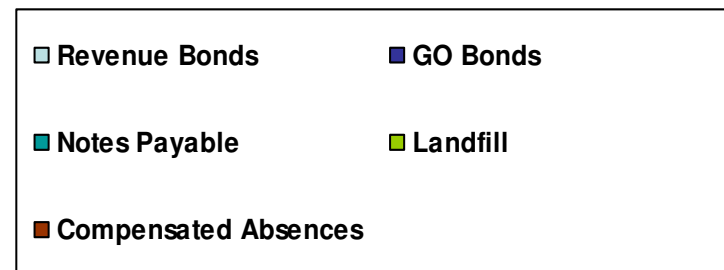 Revenue Bonds GO Bonds
Notes Payable Landfill
Compensated Absences